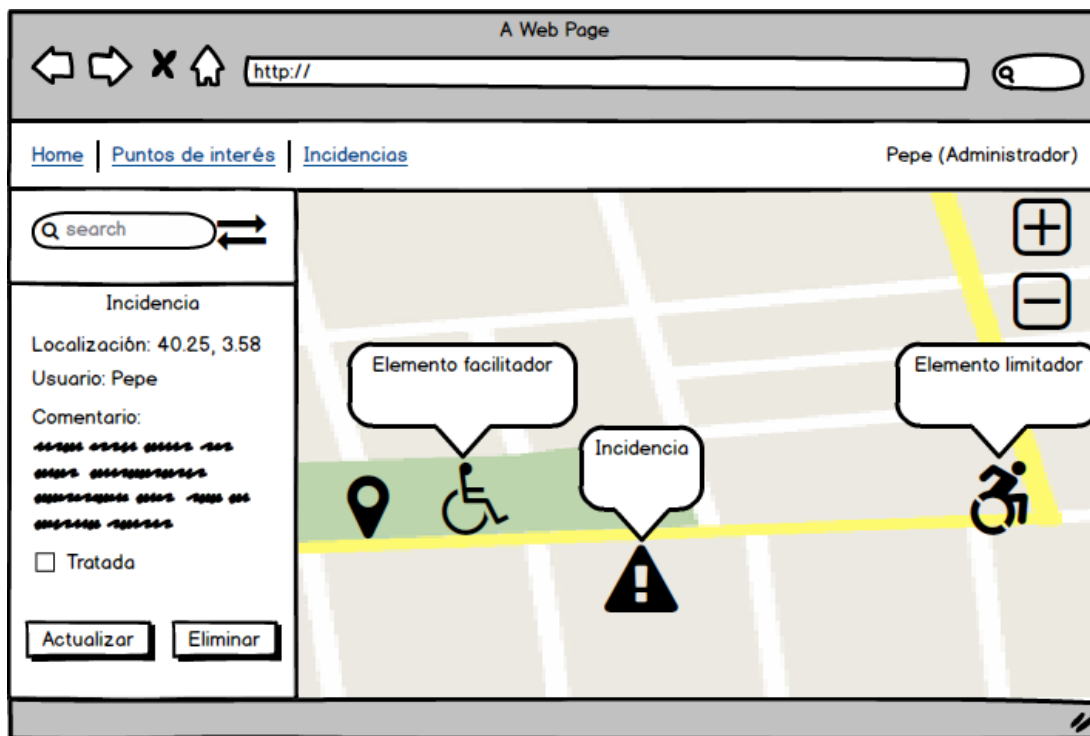 A Web Page
http://
Home
Puntos de interés
Incidencias
Pepe (Administrador)
search
Incidencia
Localización: 40.25, 3.58
Usuario: Pepe
Comentario:
Tratada
Actualizar
Eliminar
Elemento facilitador
Incidencia
Elemento limitador